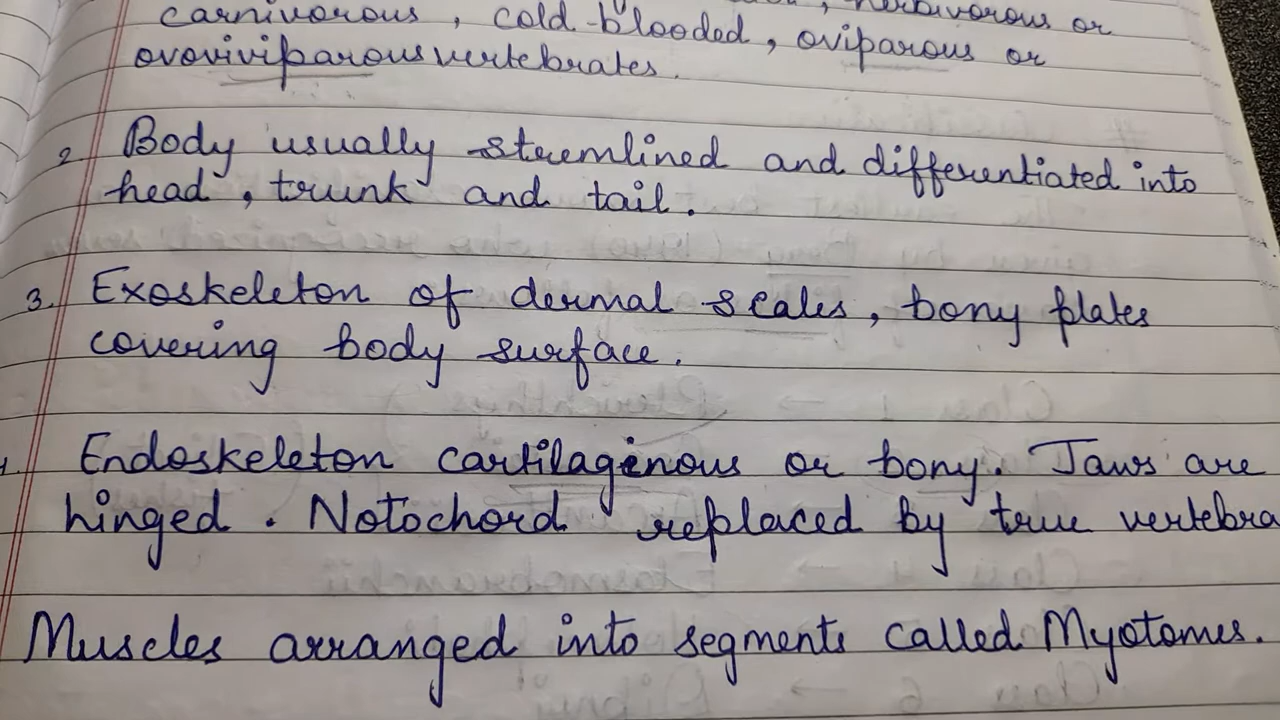 , herbivorous or
carnivorous, cold-blooded, oviparous or
ovoviviparous vertebrates.
2. Body usually streamlined and differentiated into
head, trunk and tail.
3. Exoskeleton of dermal scales, bony plates
covering body surface.
Endoskeleton cartilagenous or bony. Jaws are
hinged. Notochord replaced by true vertebra
Muscles arranged into segments called Myotomes.